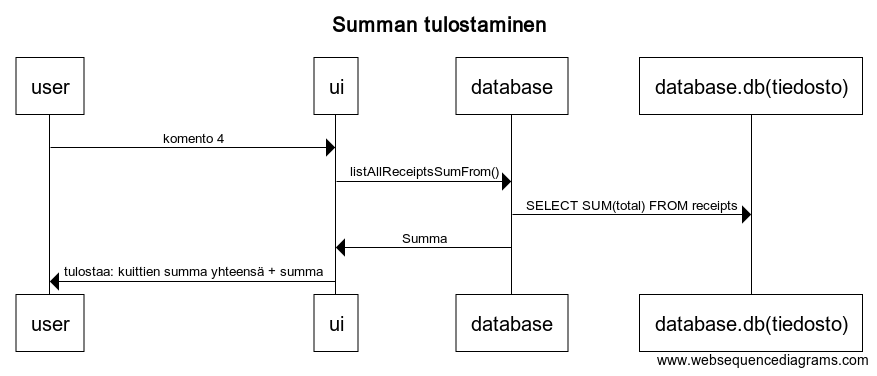 Summan tulostaminen
user
ui
database
database.db(tiedosto)
komento 4
listAllReceiptsSumFrom()
SELECT SUM(total) FROM receipts
Summa
tulostaa: kuittien summa yhteensä + summa
user
ui
database
database.db(tiedosto)
www.websequencediagrams.com